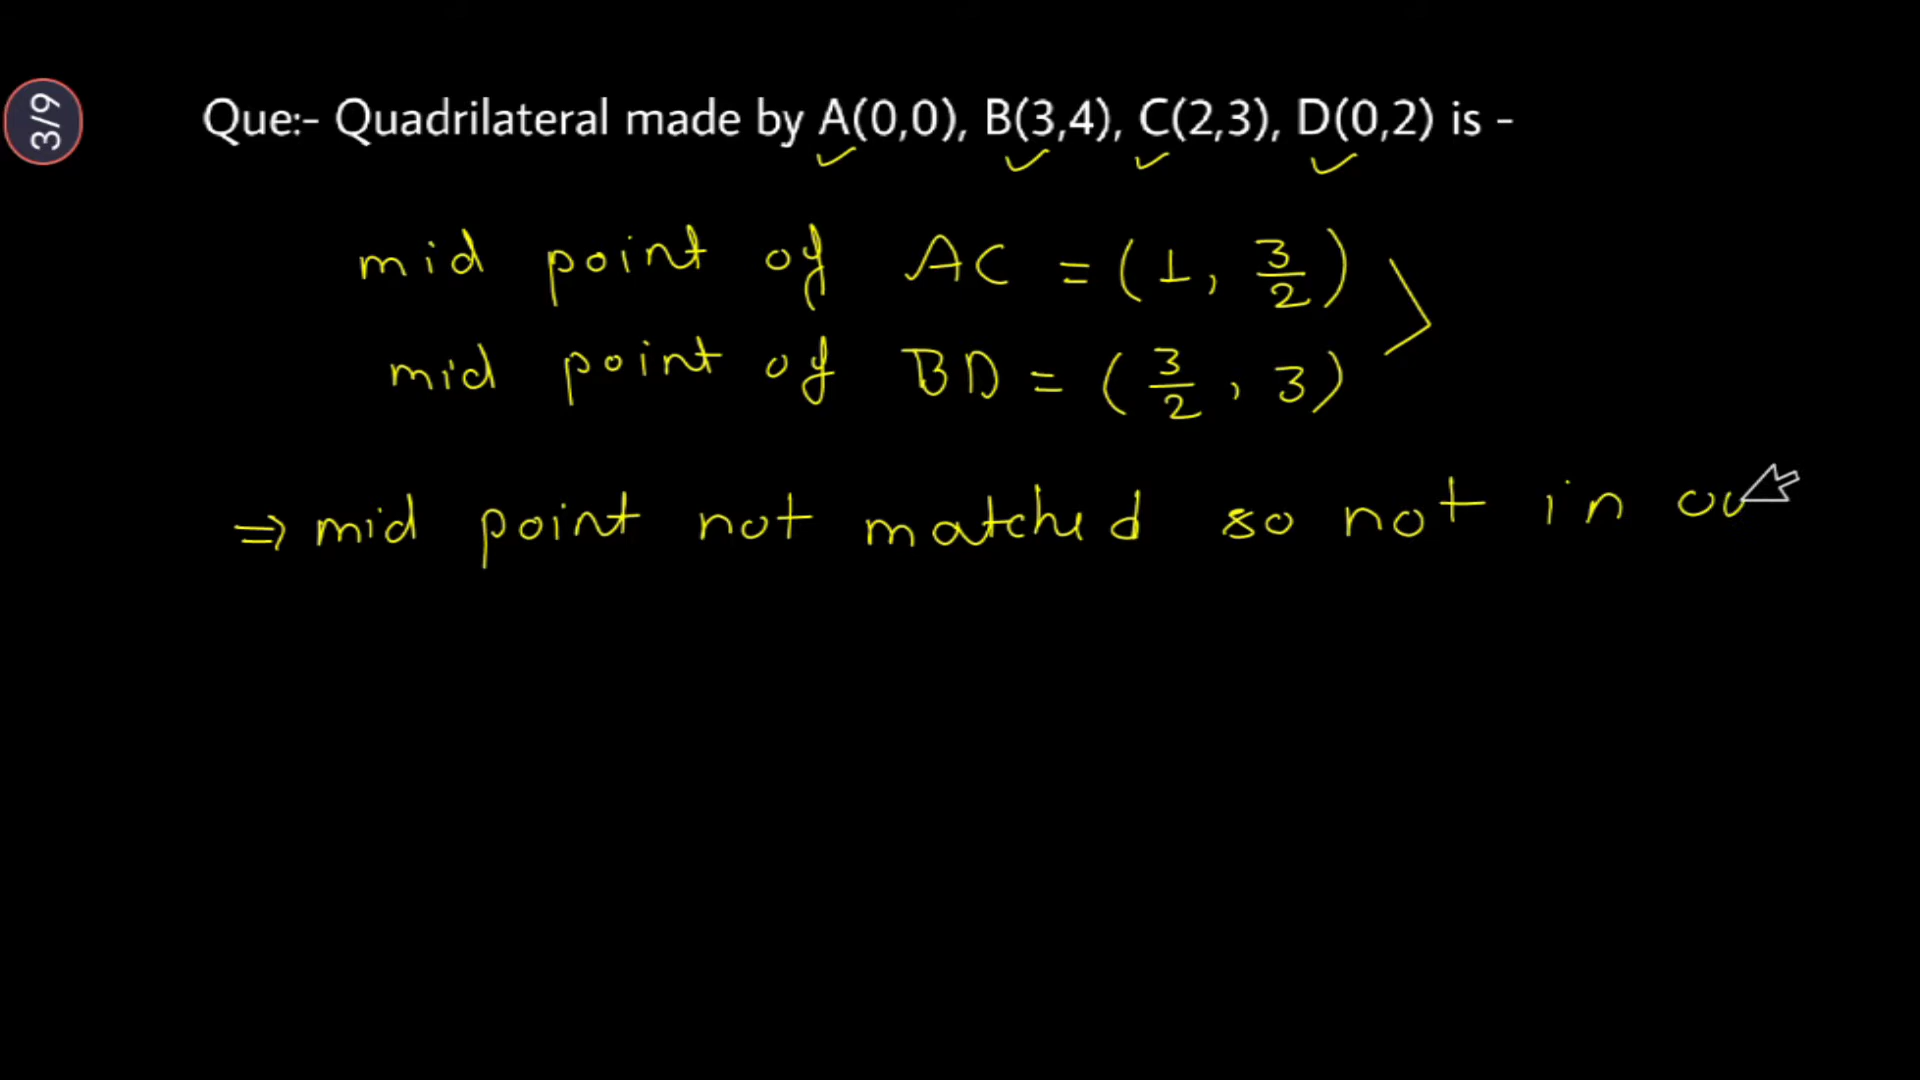 3/9
Que:- Quadrilateral made by A(0,0), B(3,4), C(2,3), D(0,2) is -
mid point of AC = (1, 3/2)
mid point of BD = (3/2, 3)
⇒ mid point not matched so not in